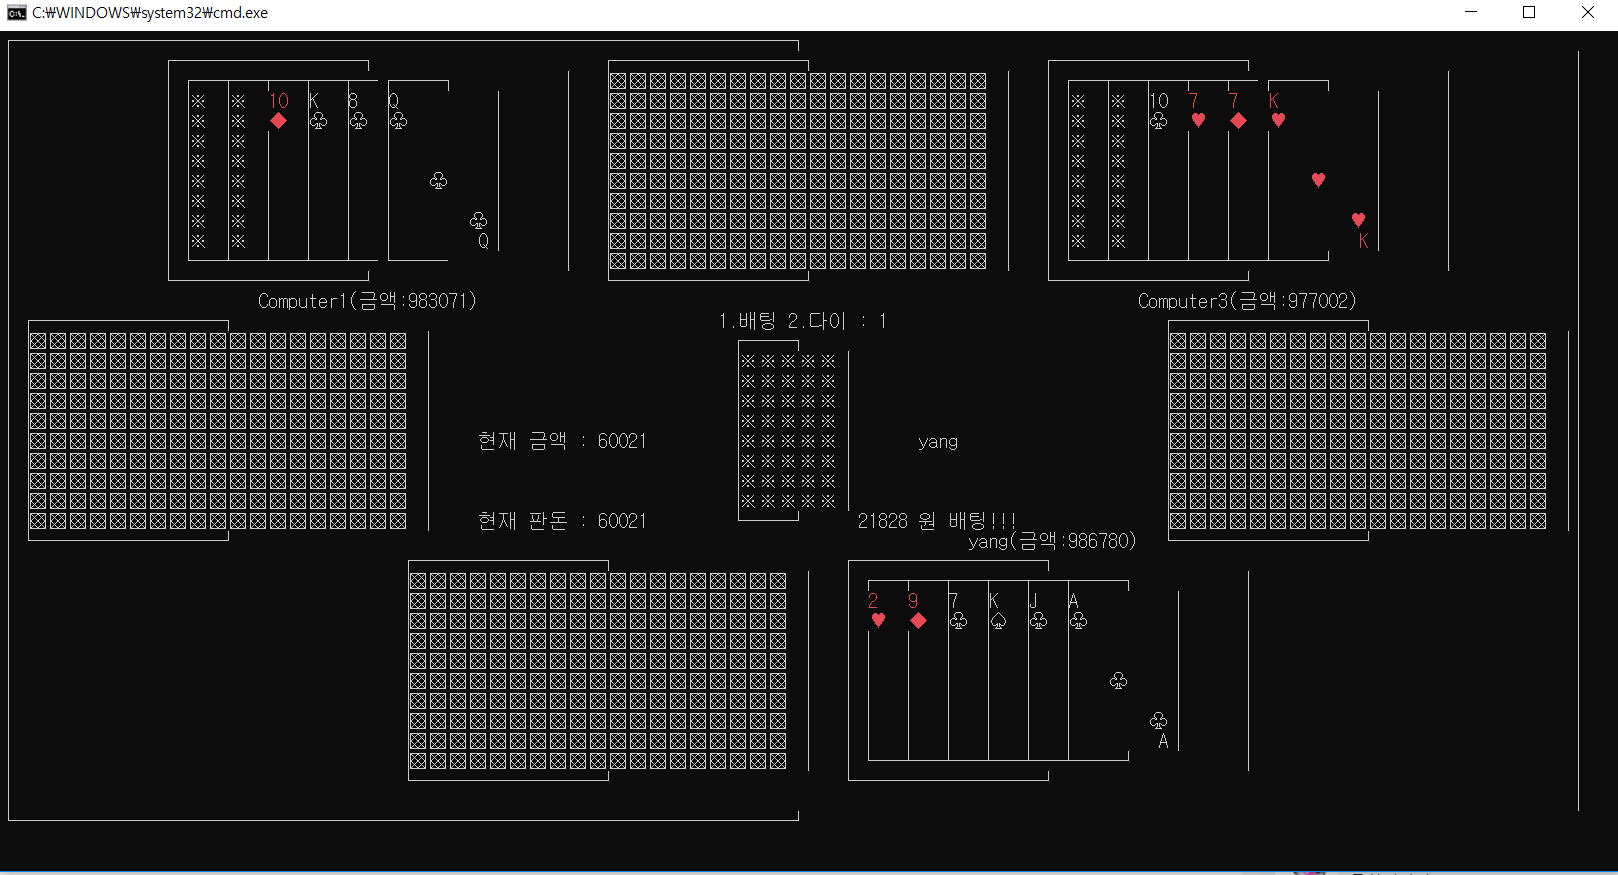 C:₩WINDOWS₩system32₩cmd.exe
10 K 8 Q
Q
10 7 7 K
K
Computer1(금액:983071)
Computer3(금액:977002)
1.배팅 2.다이 : 1
현재 금액 : 60021
yang
현재 판돈 : 60021
21828 원 배팅!!!
yang(금액:986780)
2 9 7 K J A
A